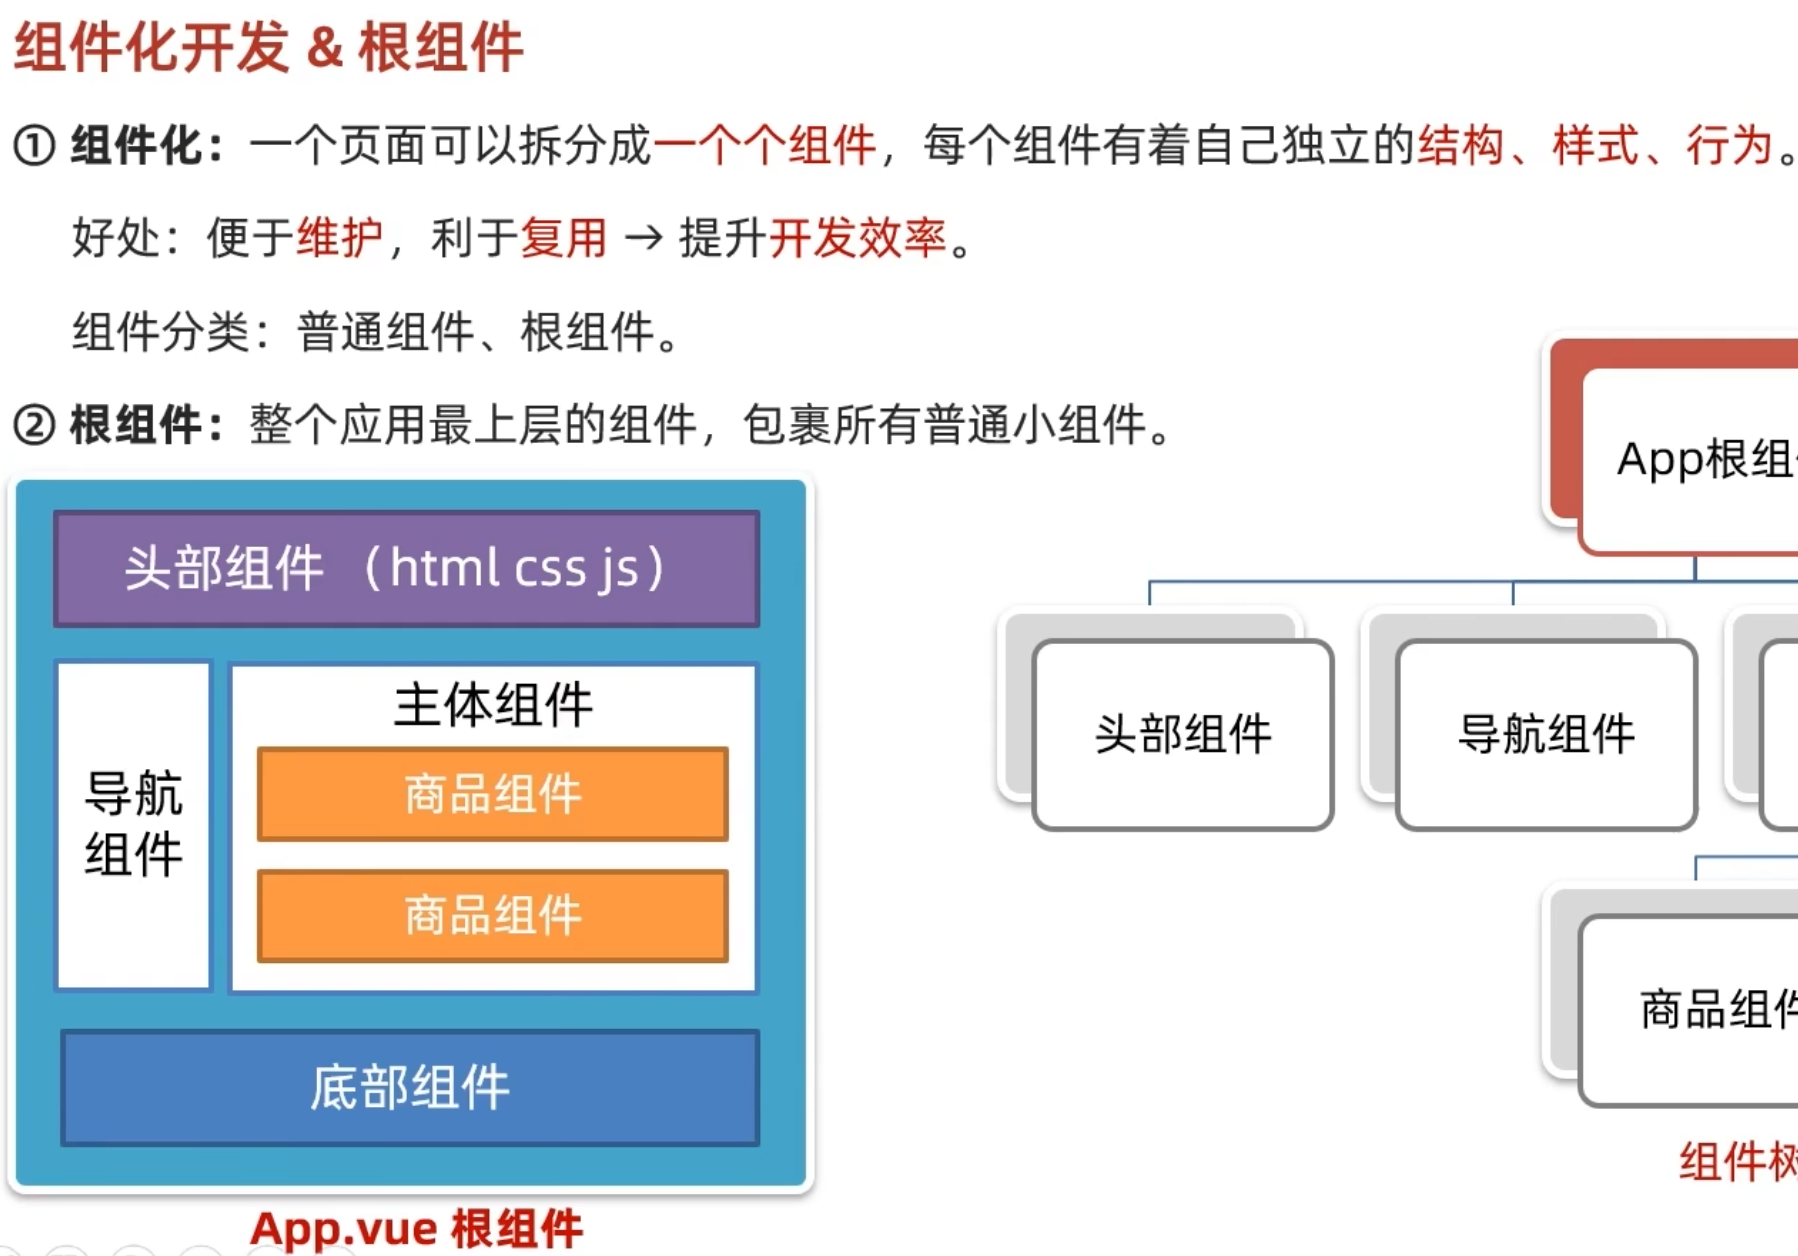 组件化开发 & 根组件
① 组件化：一个页面可以拆分成一个个组件，每个组件有着自己独立的结构、样式、行为。
好处：便于维护，利于复用 → 提升开发效率。
组件分类：普通组件、根组件。
② 根组件：整个应用最上层的组件，包裹所有普通小组件。
头部组件 （html css js）
导航
组件
主体组件
商品组件
商品组件
底部组件
App.vue 根组件
App根组
头部组件
导航组件
商品组件
组件树